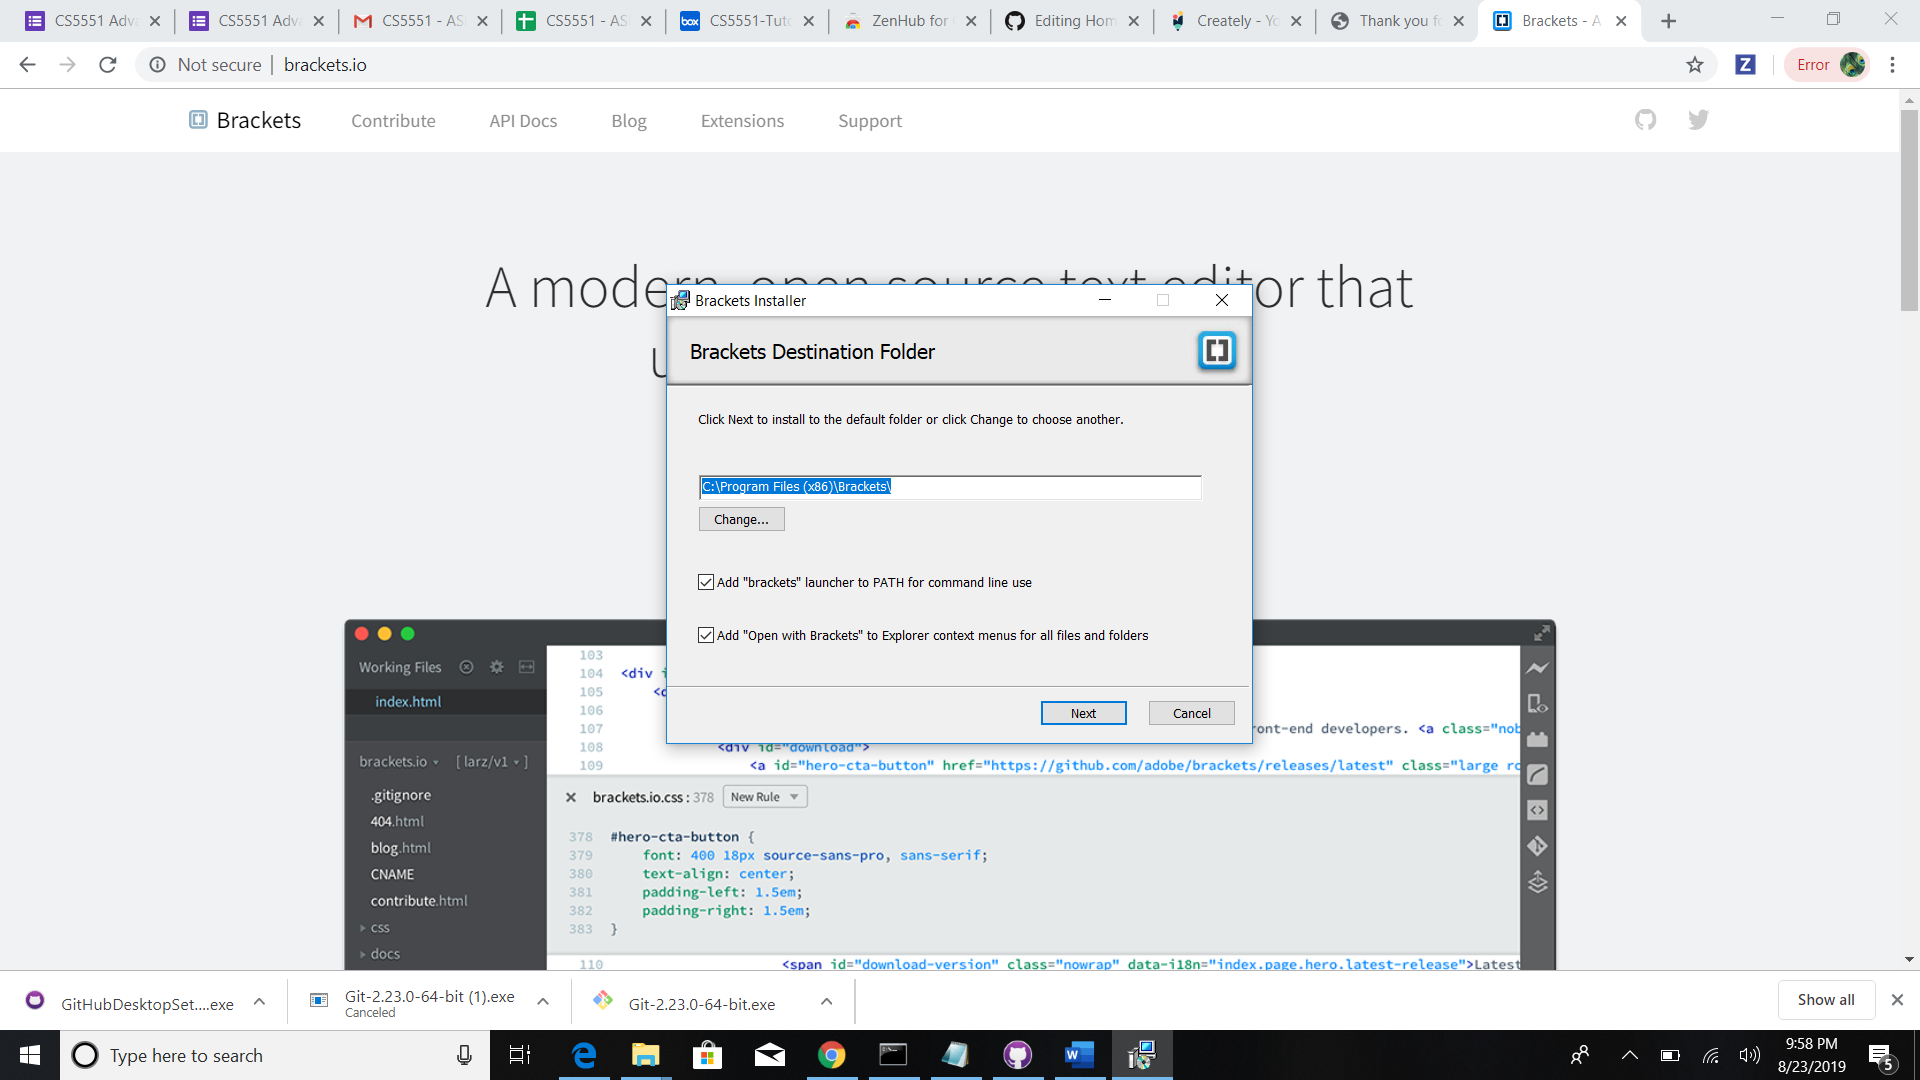 CS5551 Adva
CS5551 Adva
CS5551 - AS
CS5551 - AS
box CS5551-Tuto
ZenHub for
Editing Hom
Creately - Yo
Thank you fo
Brackets - A
Not secure | brackets.io
Z
Error
Brackets Contribute API Docs Blog Extensions Support
A modern, open source text editor that
Brackets Installer
Brackets Destination Folder
Click Next to install to the default folder or click Change to choose another.
C:\Program Files (x86)\Brackets\
Change...
Add "brackets" launcher to PATH for command line use
Add "Open with Brackets" to Explorer context menus for all files and folders
Next Cancel
Working Files
index.html
brackets.io [ larz/v1 ]
.gitignore
404.html
blog.html
CNAME
contribute.html
css
docs
103
104 <div
105
106
107 ont-end developers. <a class="nob
108 <div id="download">
109 <a id="hero-cta-button" href="https://github.com/adobe/brackets/releases/latest" class="large ro
brackets.io.css : 378 New Rule
378 #hero-cta-button {
379 font: 400 18px source-sans-pro, sans-serif;
380 text-align: center;
381 padding-left: 1.5em;
382 padding-right: 1.5em;
383 }
110 <span id="download-version" class="nowrap" data-i18n="index.page.hero.latest-release">Latest
GitHubDesktopSet....exe
Git-2.23.0-64-bit (1).exe
Canceled
Git-2.23.0-64-bit.exe
Show all
Type here to search
9:58 PM
8/23/2019
5